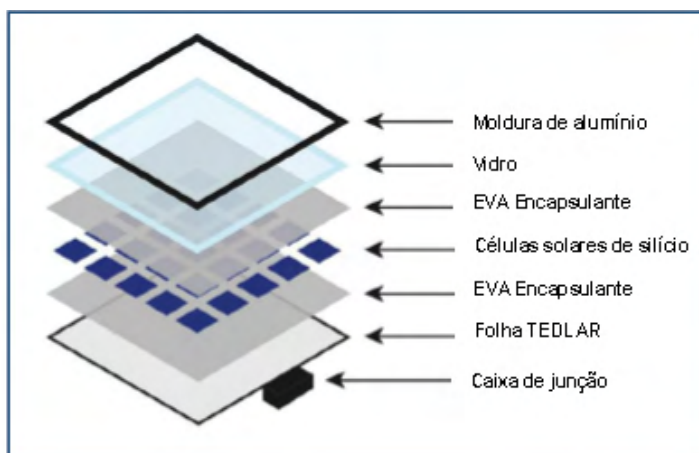 Moldura de alumínio
Vidro
EVA Encapsulante
Células solares de silício
EVA Encapsulante
Folha TEDLAR
Caixa de junção